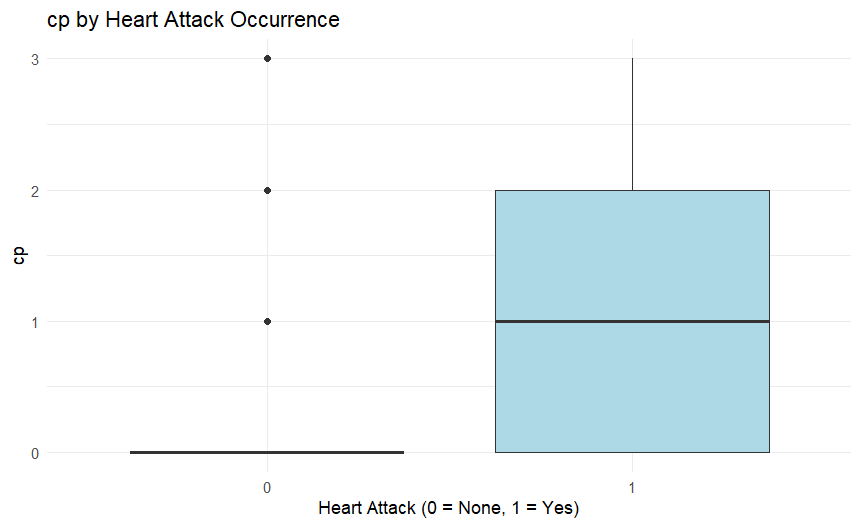 cp by Heart Attack Occurrence
3
2
1
0
cp
0 1
Heart Attack (0 = None, 1 = Yes)